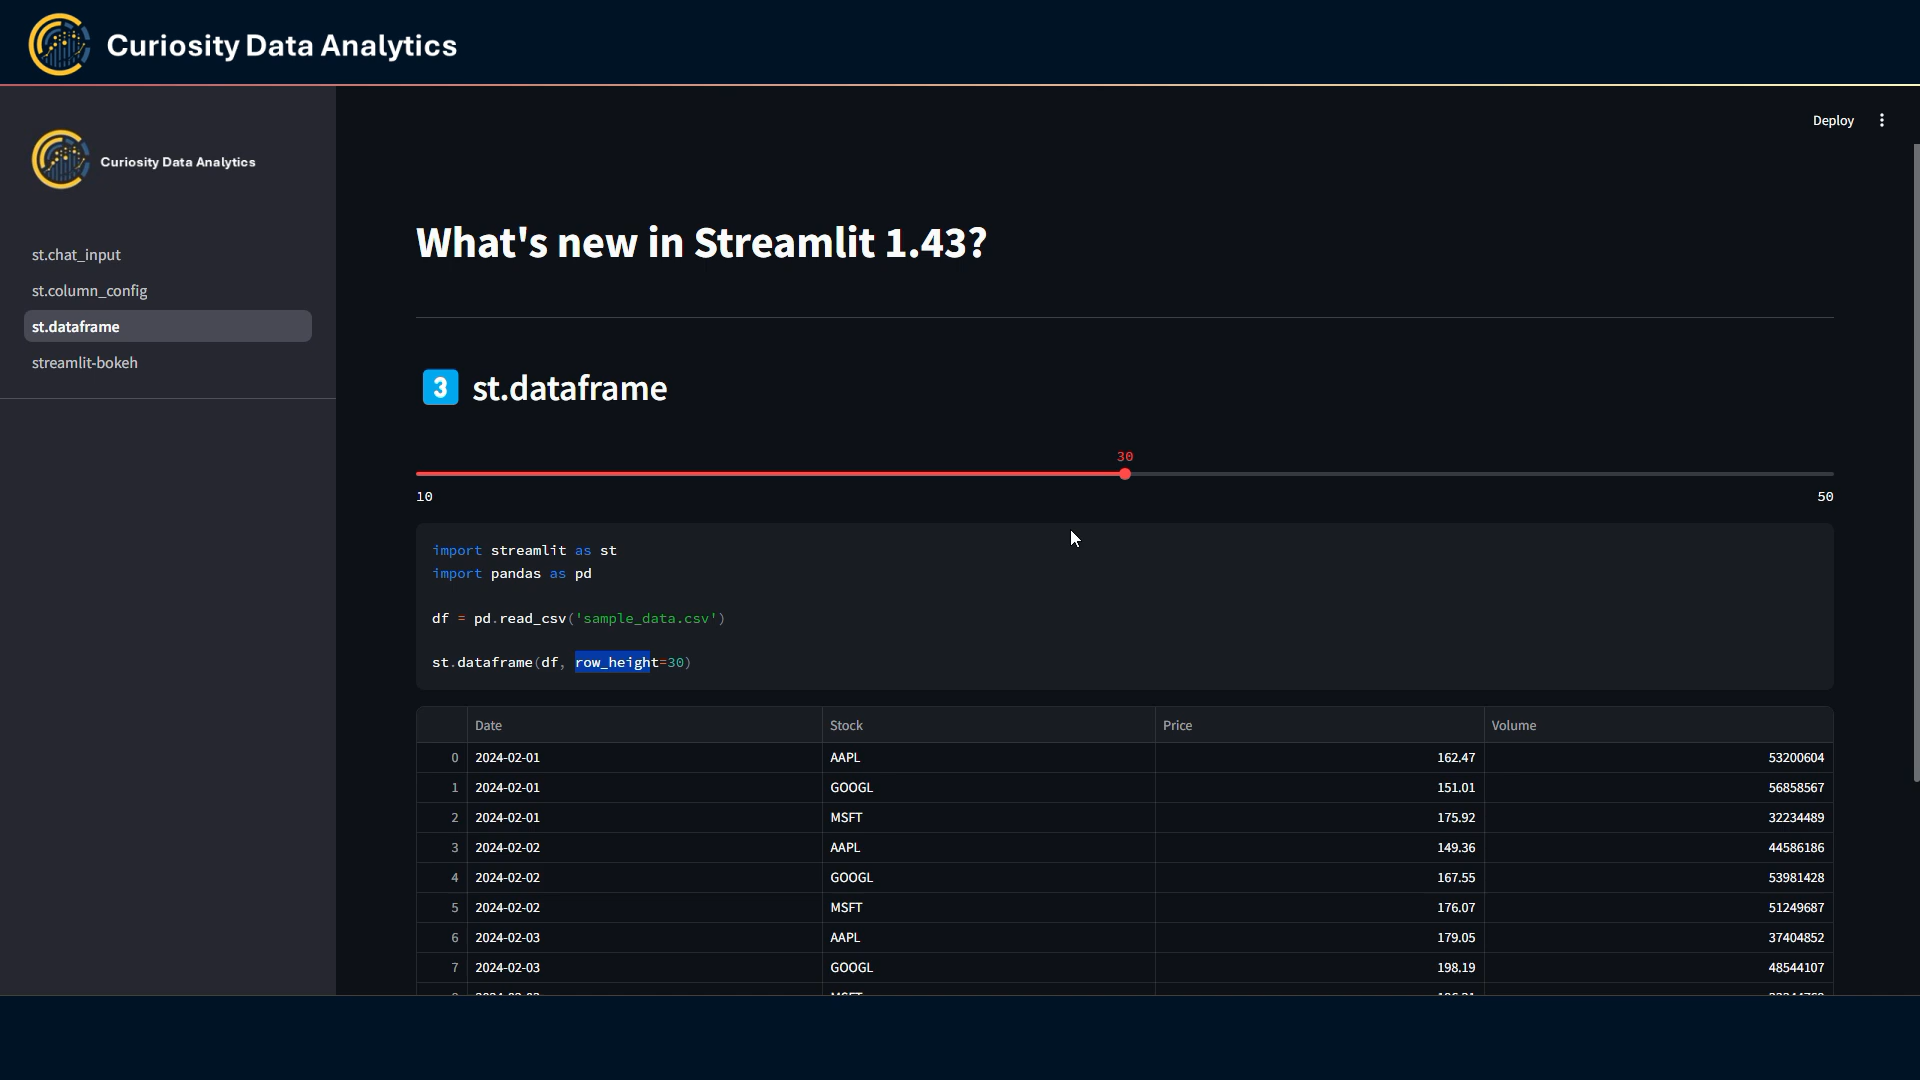 Curiosity Data Analytics
Deploy
Curiosity Data Analytics
st.chat_input
st.column_config
st.dataframe
streamlit-bokeh
What's new in Streamlit 1.43?
3 st.dataframe
30
10 50
import streamlit as st
import pandas as pd
df = pd.read_csv('sample_data.csv')
st.dataframe(df, row_height=30)
Date Stock Price Volume
0 2024-02-01 AAPL 162.47 53200604
1 2024-02-01 GOOGL 151.01 56858567
2 2024-02-01 MSFT 175.92 32234489
3 2024-02-02 AAPL 149.36 44586186
4 2024-02-02 GOOGL 167.55 53981428
5 2024-02-02 MSFT 176.07 51249687
6 2024-02-03 AAPL 179.05 37404852
7 2024-02-03 GOOGL 198.19 48544107